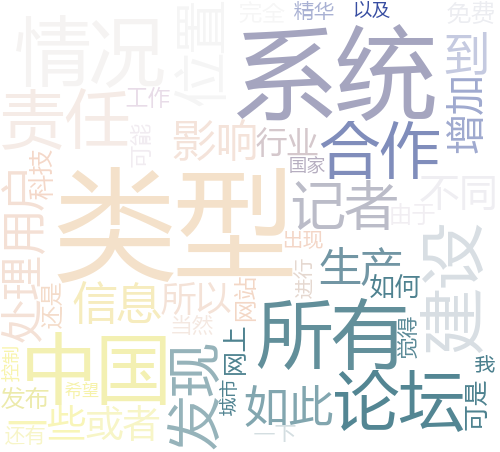 完全
精华
以及
免费
情况
位置
系统
增加到
责任
工作
可能
影响
行业
合作
国家
科技
类型
记者
不同
由于
处理用户
出现
生产
建设
还是
信息
所以
网站
进行
如何
当然
所有
觉得
控制
中国
发现
网上
我
发布
希望
城市
如此
论坛
可是
一些或者
还有
一下